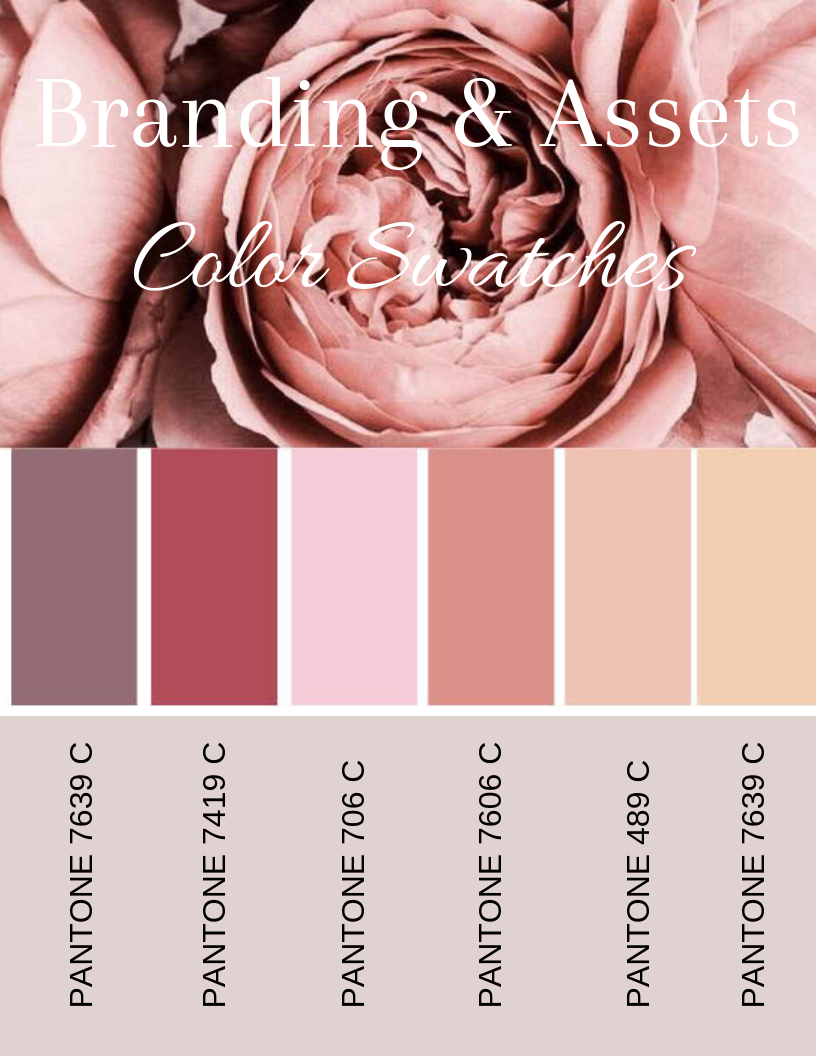 Branding & Assets
Color Swatches
PANTONE 7639 C
PANTONE 7419 C
PANTONE 706 C
PANTONE 7606 C
PANTONE 489 C
PANTONE 7639 C